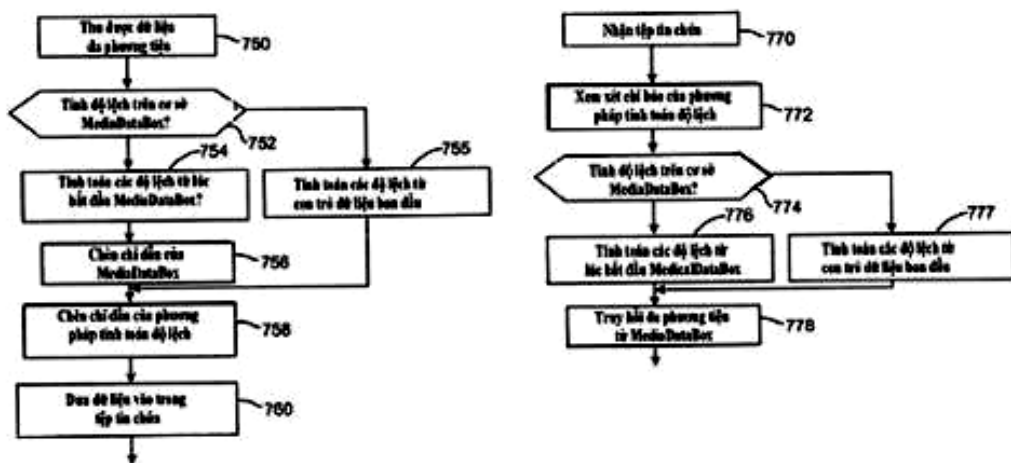 Thu được dữ liệu
đa phương tiện
750
Tính độ lệch trên cơ sở
MediaDataBox?
752
754
Tính toán các độ lệch từ lúc
bắt đầu MediaDataBox?
755
Tính toán các độ lệch từ
con trỏ dữ liệu ban đầu
Chèn chỉ dẫn của
MediaDataBox
756
Chèn chỉ dẫn của phương
pháp tính toán độ lệch
758
Đưa dữ liệu vào trong
tệp tin chứa
760
Nhận tệp tin chứa
770
Xem xét chỉ báo của phương
pháp tính toán độ lệch
772
Tính độ lệch trên cơ sở
MediaDataBox?
774
776
Tính toán các độ lệch từ
lúc bắt đầu MedicalDataBox
777
Tính toán các độ lệch từ
con trỏ dữ liệu ban đầu
Truy hồi đa phương tiện
từ MediaDataBox
778